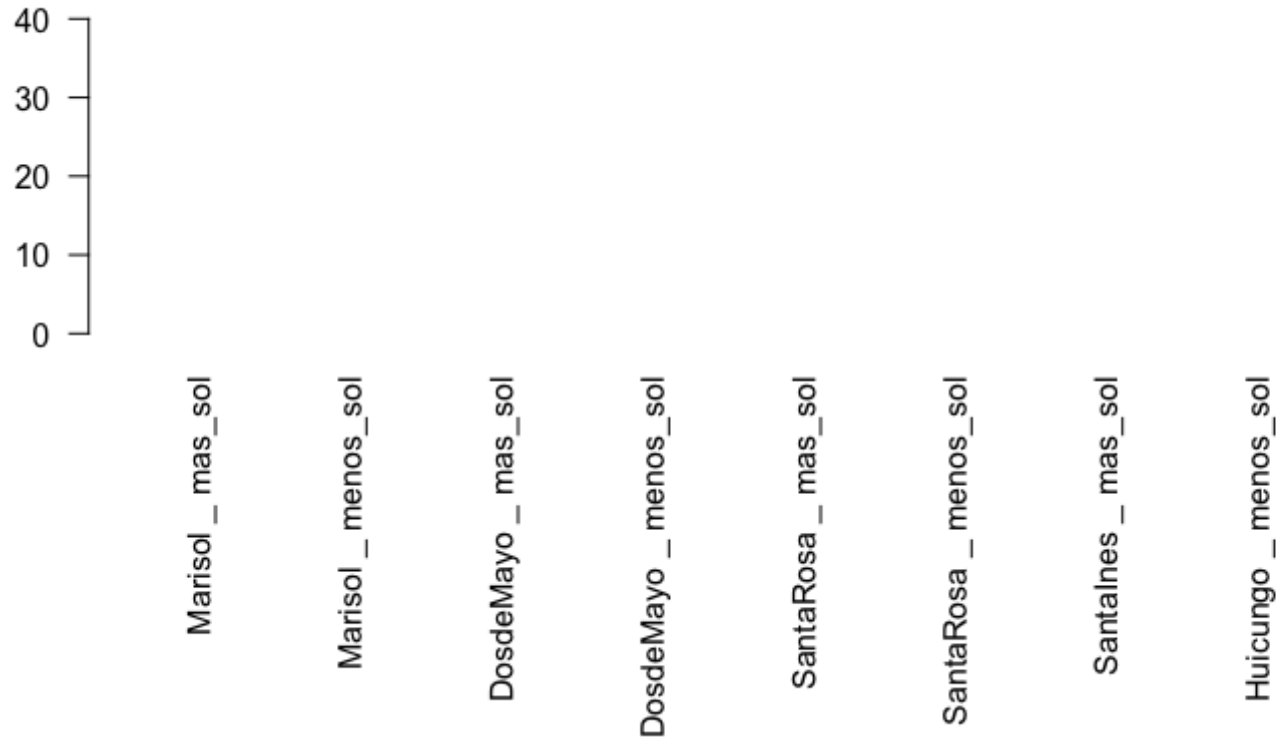 40
30
20
10
0
Marisol _ mas_sol
Marisol _ menos_sol
DosdeMayo _ mas_sol
DosdeMayo _ menos_sol
SantaRosa _ mas_sol
SantaRosa _ menos_sol
SantaInes _ mas_sol
Huicungo _ menos_sol